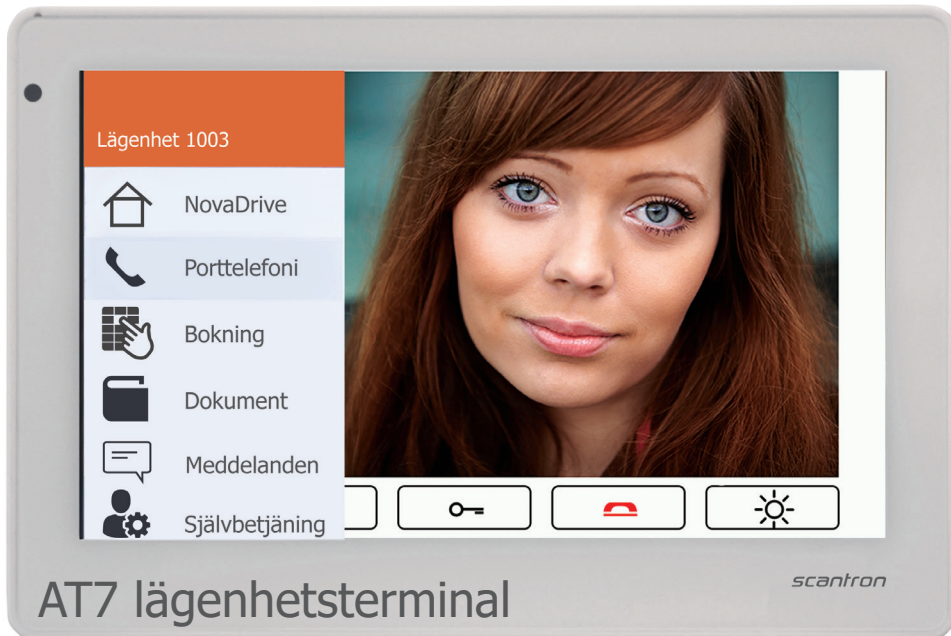 Lägenhet 1003
NovaDrive
Porttelefoni
Bokning
Dokument
Meddelanden
Självbetjäning
scantron
AT7 lägenhetsterminal